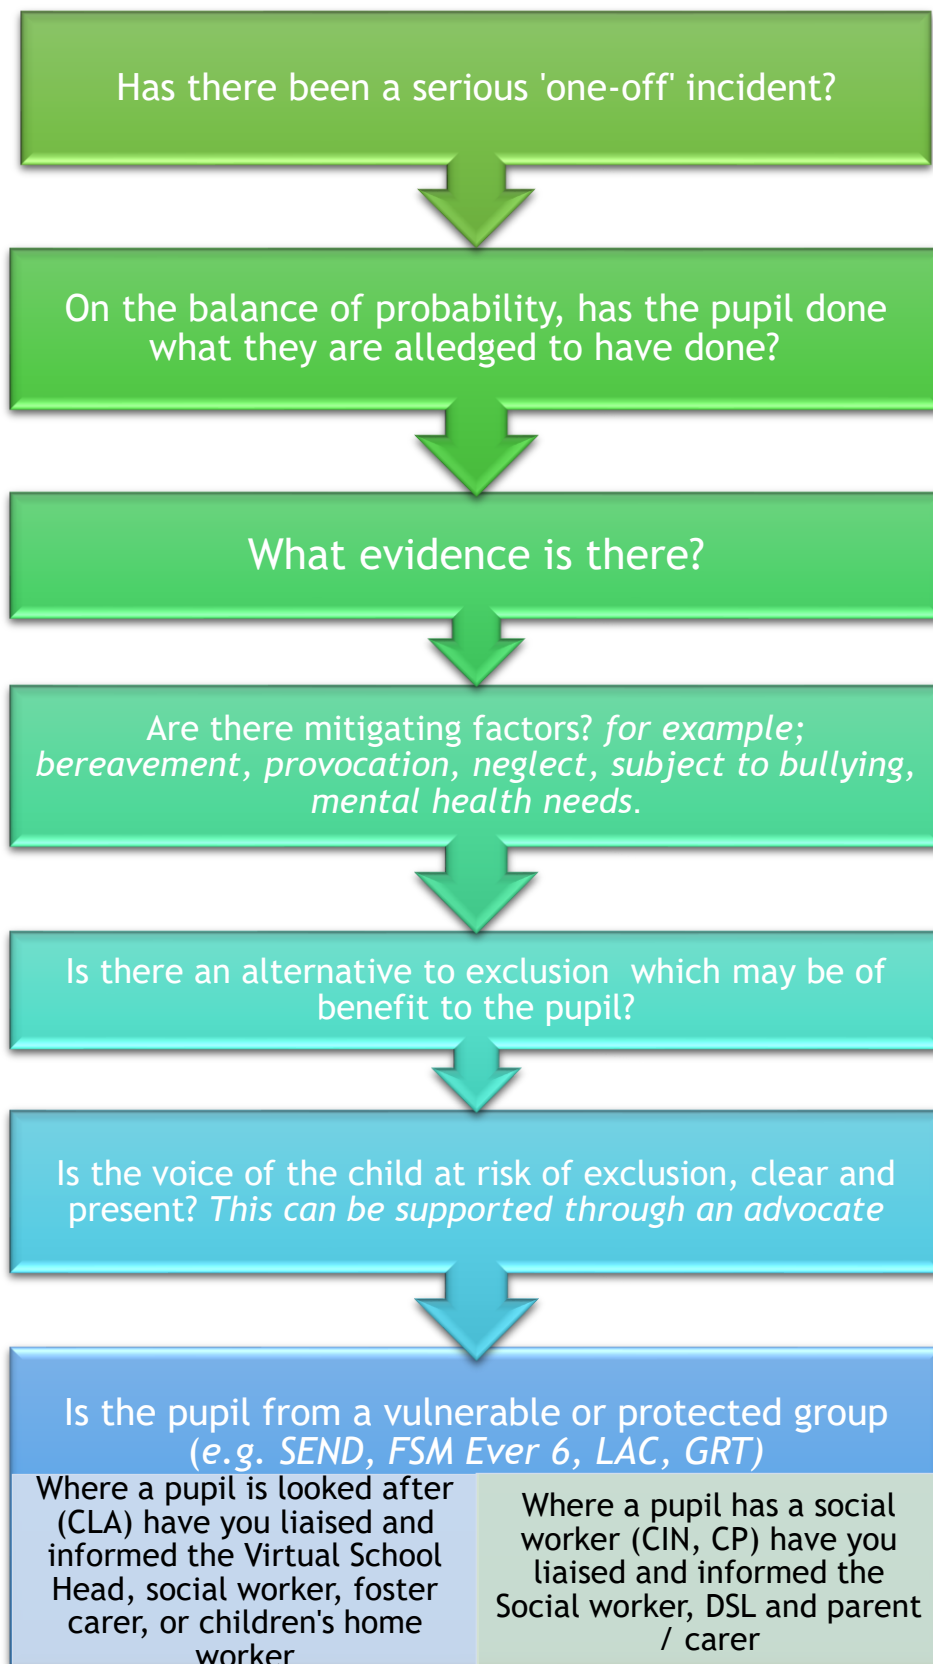 Has there been a serious 'one-off' incident?
On the balance of probability, has the pupil done
what they are alledged to have done?
What evidence is there?
Are there mitigating factors? for example;
bereavement, provocation, neglect, subject to bullying,
mental health needs.
Is there an alternative to exclusion which may be of
benefit to the pupil?
Is the voice of the child at risk of exclusion, clear and
present? This can be supported through an advocate
Is the pupil from a vulnerable or protected group
(e.g. SEND, FSM Ever 6, LAC, GRT)
Where a pupil is looked after
(CLA) have you liaised and
informed the Virtual School
Head, social worker, foster
carer, or children's home
worker
Where a pupil has a social
worker (CIN, CP) have you
liaised and informed the
Social worker, DSL and parent
/ carer